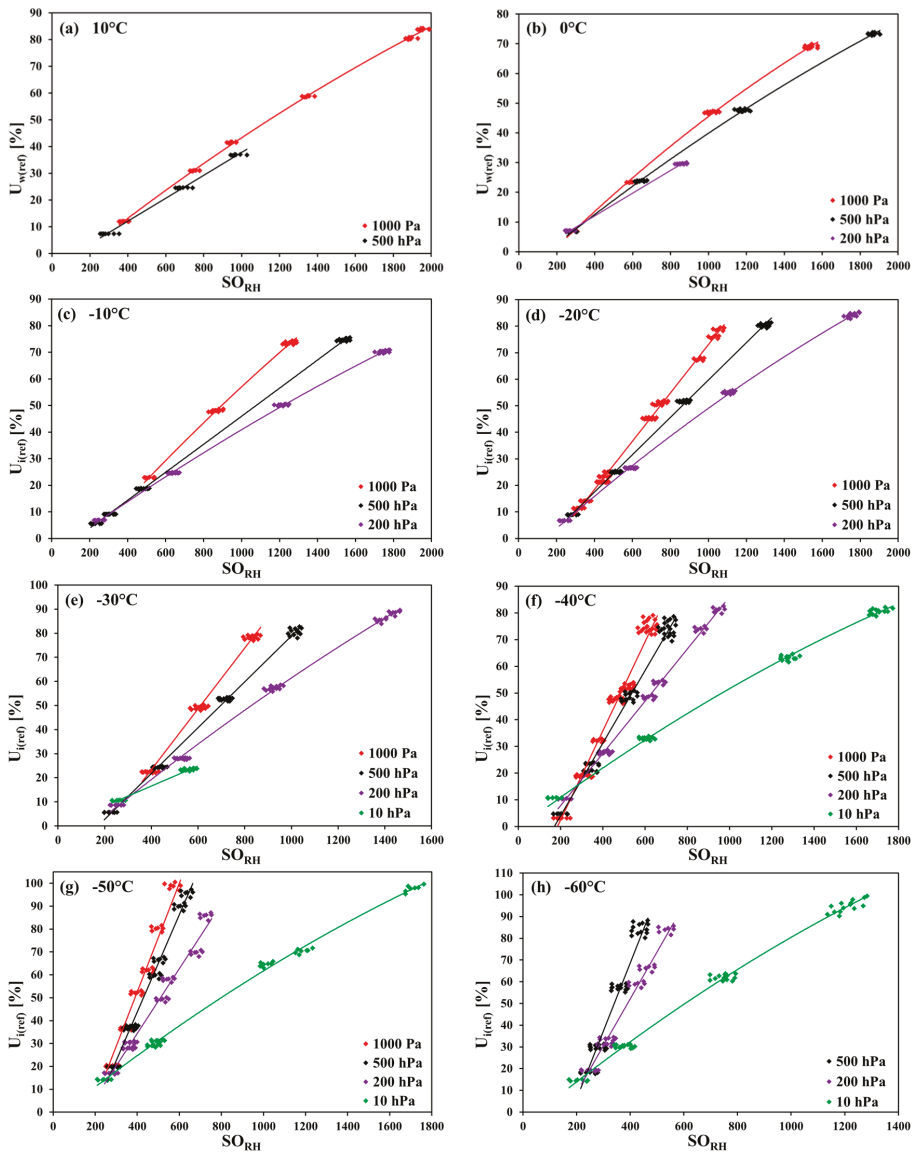 (a) 10°C
90
80
70
60
50
40
30
20
10
0
U_w(ref) [%]
1000 Pa
500 hPa
0 200 400 600 800 1000 1200 1400 1600 1800 2000
SO_RH
(b) 0°C
80
70
60
50
40
30
20
10
0
U_w(ref) [%]
1000 Pa
500 hPa
200 hPa
0 200 400 600 800 1000 1200 1400 1600 1800 2000
SO_RH
(c) -10°C
90
80
70
60
50
40
30
20
10
0
U_i(ref) [%]
1000 Pa
500 hPa
200 hPa
0 200 400 600 800 1000 1200 1400 1600 1800 2000
SO_RH
(d) -20°C
90
80
70
60
50
40
30
20
10
0
U_i(ref) [%]
1000 Pa
500 hPa
200 hPa
0 200 400 600 800 1000 1200 1400 1600 1800 2000
SO_RH
(e) -30°C
100
90
80
70
60
50
40
30
20
10
0
U_i(ref) [%]
1000 Pa
500 hPa
200 hPa
10 hPa
0 200 400 600 800 1000 1200 1400 1600
SO_RH
(f) -40°C
90
80
70
60
50
40
30
20
10
0
U_i(ref) [%]
1000 Pa
500 hPa
200 hPa
10 hPa
0 200 400 600 800 1000 1200 1400 1600 1800
SO_RH
(g) -50°C
100
90
80
70
60
50
40
30
20
10
0
U_i(ref) [%]
1000 Pa
500 hPa
200 hPa
10 hPa
0 200 400 600 800 1000 1200 1400 1600 1800
SO_RH
(h) -60°C
110
100
90
80
70
60
50
40
30
20
10
0
U_i(ref) [%]
500 hPa
200 hPa
10 hPa
0 200 400 600 800 1000 1200 1400
SO_RH